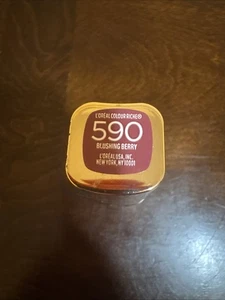 L'ORÉAL COLOUR RICHE®
590
BLUSHING BERRY
L'ORÉAL USA, INC.
NEW YORK, NY 10001